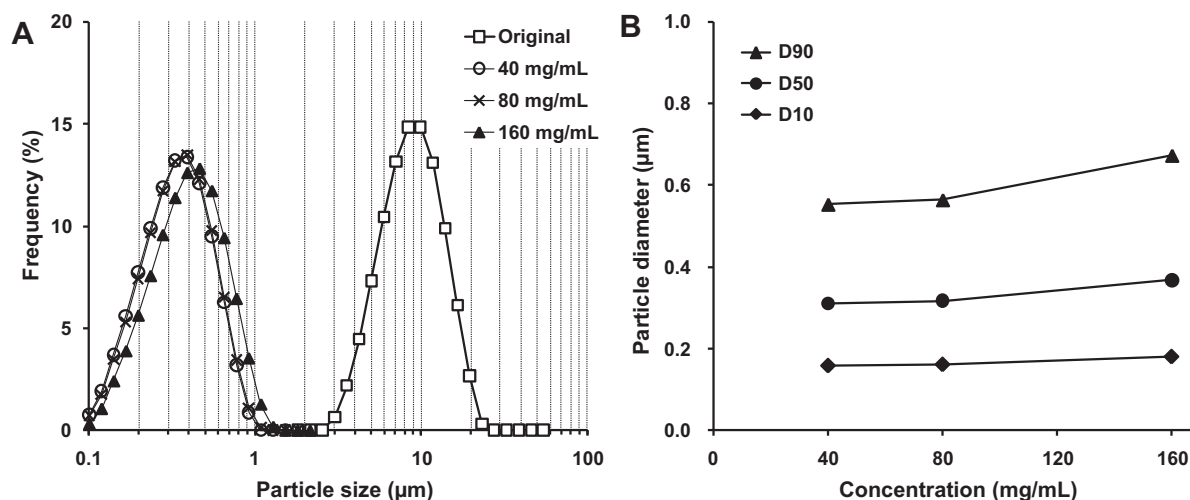 A
20
15
10
5
0
Frequency (%)
0.1
1
10
100
Particle size (µm)
Original
40 mg/mL
80 mg/mL
160 mg/mL
B
1.0
0.8
0.6
0.4
0.2
0.0
Particle diameter (µm)
0
40
80
120
160
Concentration (mg/mL)
D90
D50
D10